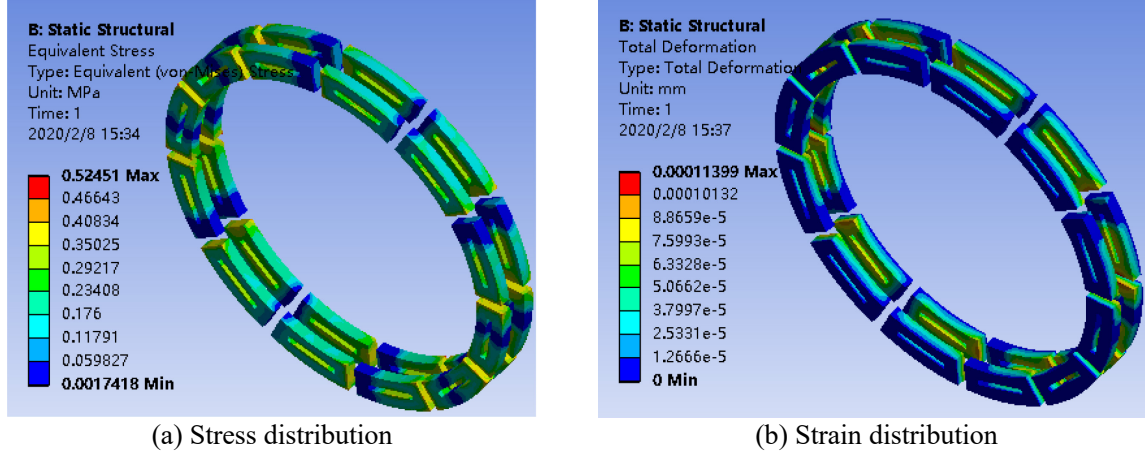 B: Static Structural
Equivalent Stress
Type: Equivalent (von-Mises) Stress
Unit: MPa
Time: 1
2020/2/8 15:34
0.52451 Max
0.46643
0.40834
0.35025
0.29217
0.23408
0.176
0.11791
0.059827
0.0017418 Min
(a) Stress distribution
B: Static Structural
Total Deformation
Type: Total Deformation
Unit: mm
Time: 1
2020/2/8 15:37
0.00011399 Max
0.00010132
8.8659e-5
7.5993e-5
6.3328e-5
5.0662e-5
3.7997e-5
2.5331e-5
1.2666e-5
0 Min
(b) Strain distribution